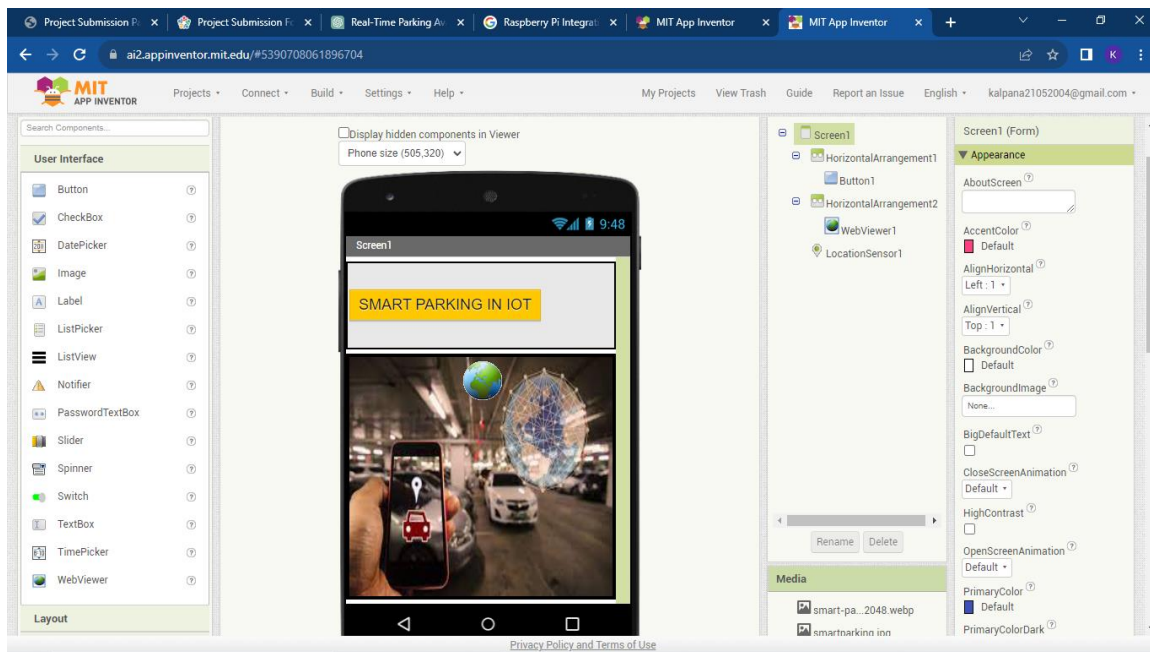 Project Submission P
Project Submission Fo
Real-Time Parking Av
Raspberry Pi Integrati
MIT App Inventor
MIT App Inventor
ai2.appinventor.mit.edu/#5390708061896704
K
MIT
APP INVENTOR
Projects
Connect
Build
Settings
Help
My Projects
View Trash
Guide
Report an Issue
English
kalpana21052004@gmail.com
Search Components...
User Interface
Button
CheckBox
DatePicker
Image
Label
ListPicker
ListView
Notifier
PasswordTextBox
Slider
Spinner
Switch
TextBox
TimePicker
WebViewer
Layout
Display hidden components in Viewer
Phone size (505,320)
9:48
Screen1
SMART PARKING IN IOT
Screen1
HorizontalArrangement1
Button1
HorizontalArrangement2
WebViewer1
LocationSensor1
Rename
Delete
Media
smart-pa...2048.webp
smartparking.jpg
Screen1 (Form)
Appearance
AboutScreen
AccentColor
Default
AlignHorizontal
Left : 1
AlignVertical
Top : 1
BackgroundColor
Default
BackgroundImage
None...
BigDefaultText
CloseScreenAnimation
Default
HighContrast
OpenScreenAnimation
Default
PrimaryColor
Default
PrimaryColorDark
Privacy Policy and Terms of Use